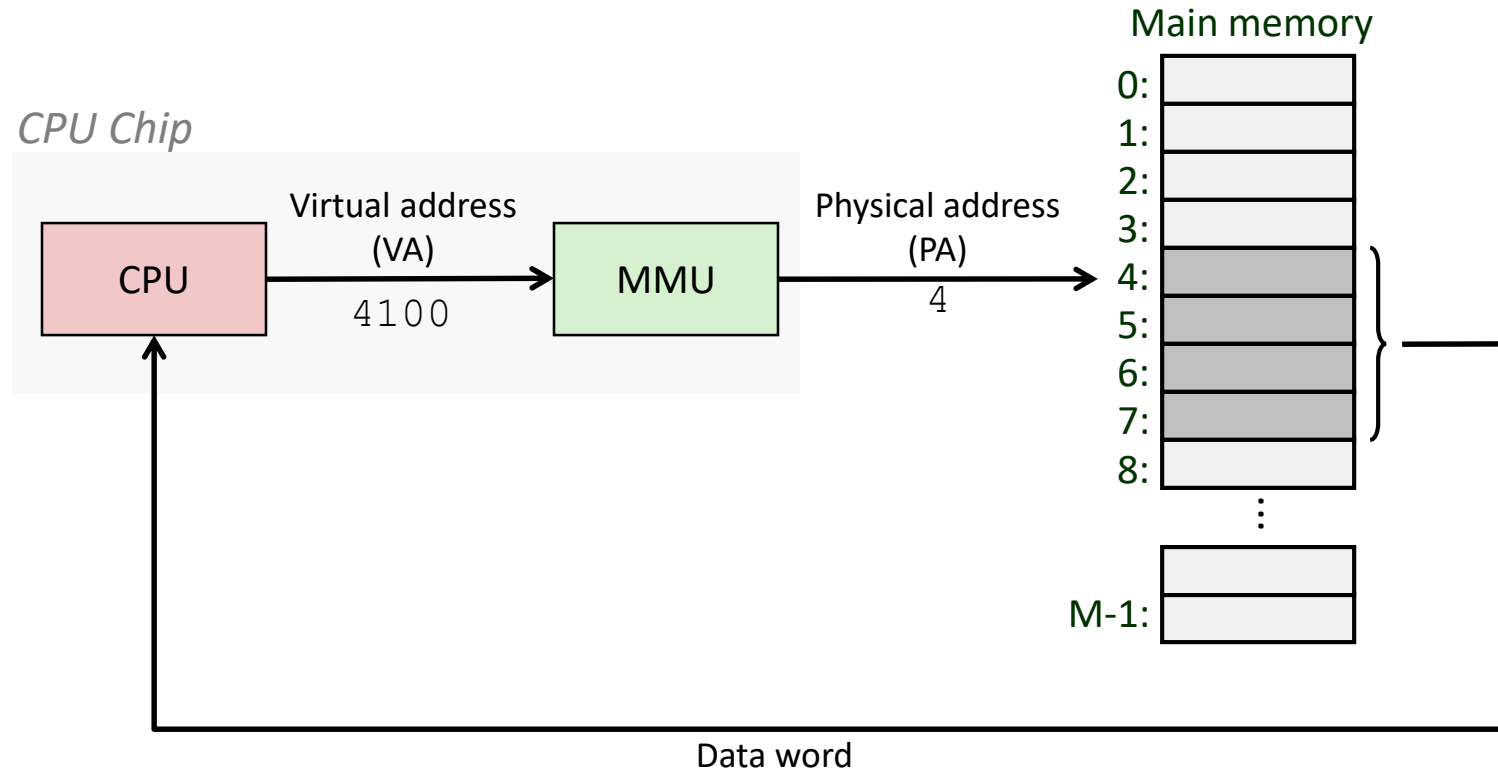 Main memory
CPU Chip
0:
1:
2:
3:
4:
5:
6:
7:
8:
⋮
M-1:
Virtual address
(VA)
4100
Physical address
(PA)
4
CPU
MMU
Data word